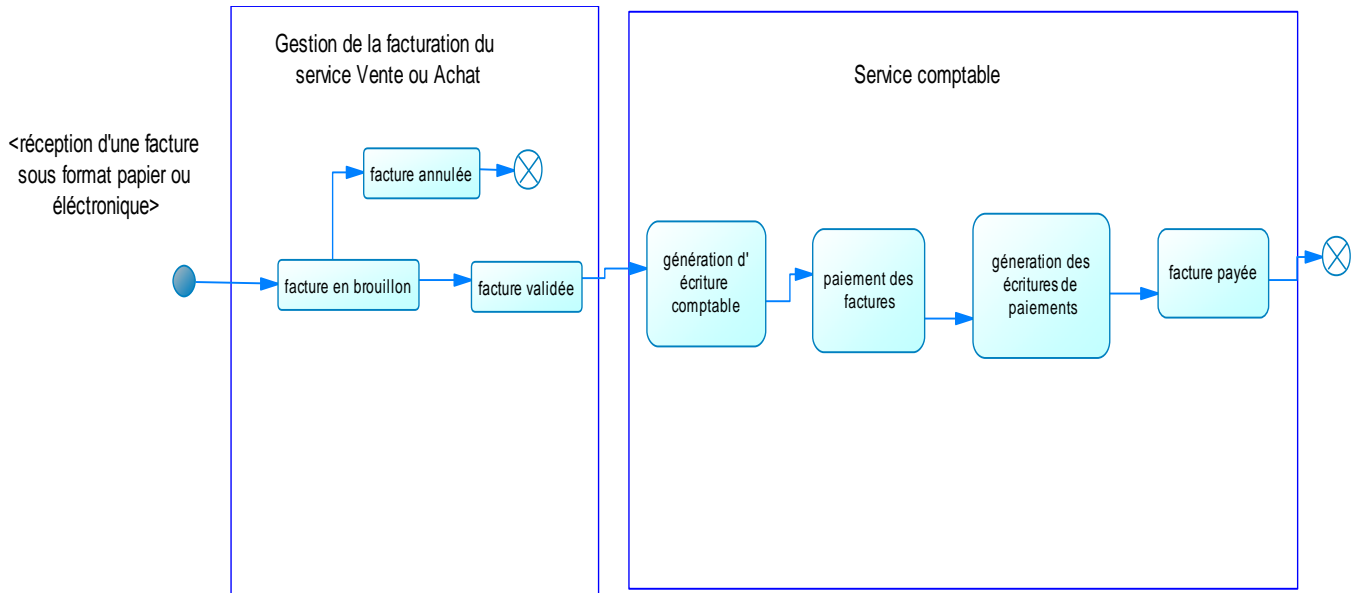 Gestion de la facturation du
service Vente ou Achat
Service comptable
<réception d'une facture
sous format papier ou
éléctronique>
facture annulée
facture en brouillon
facture validée
génération d'
écriture
comptable
paiement des
factures
géneration des
écritures de
paiements
facture payée